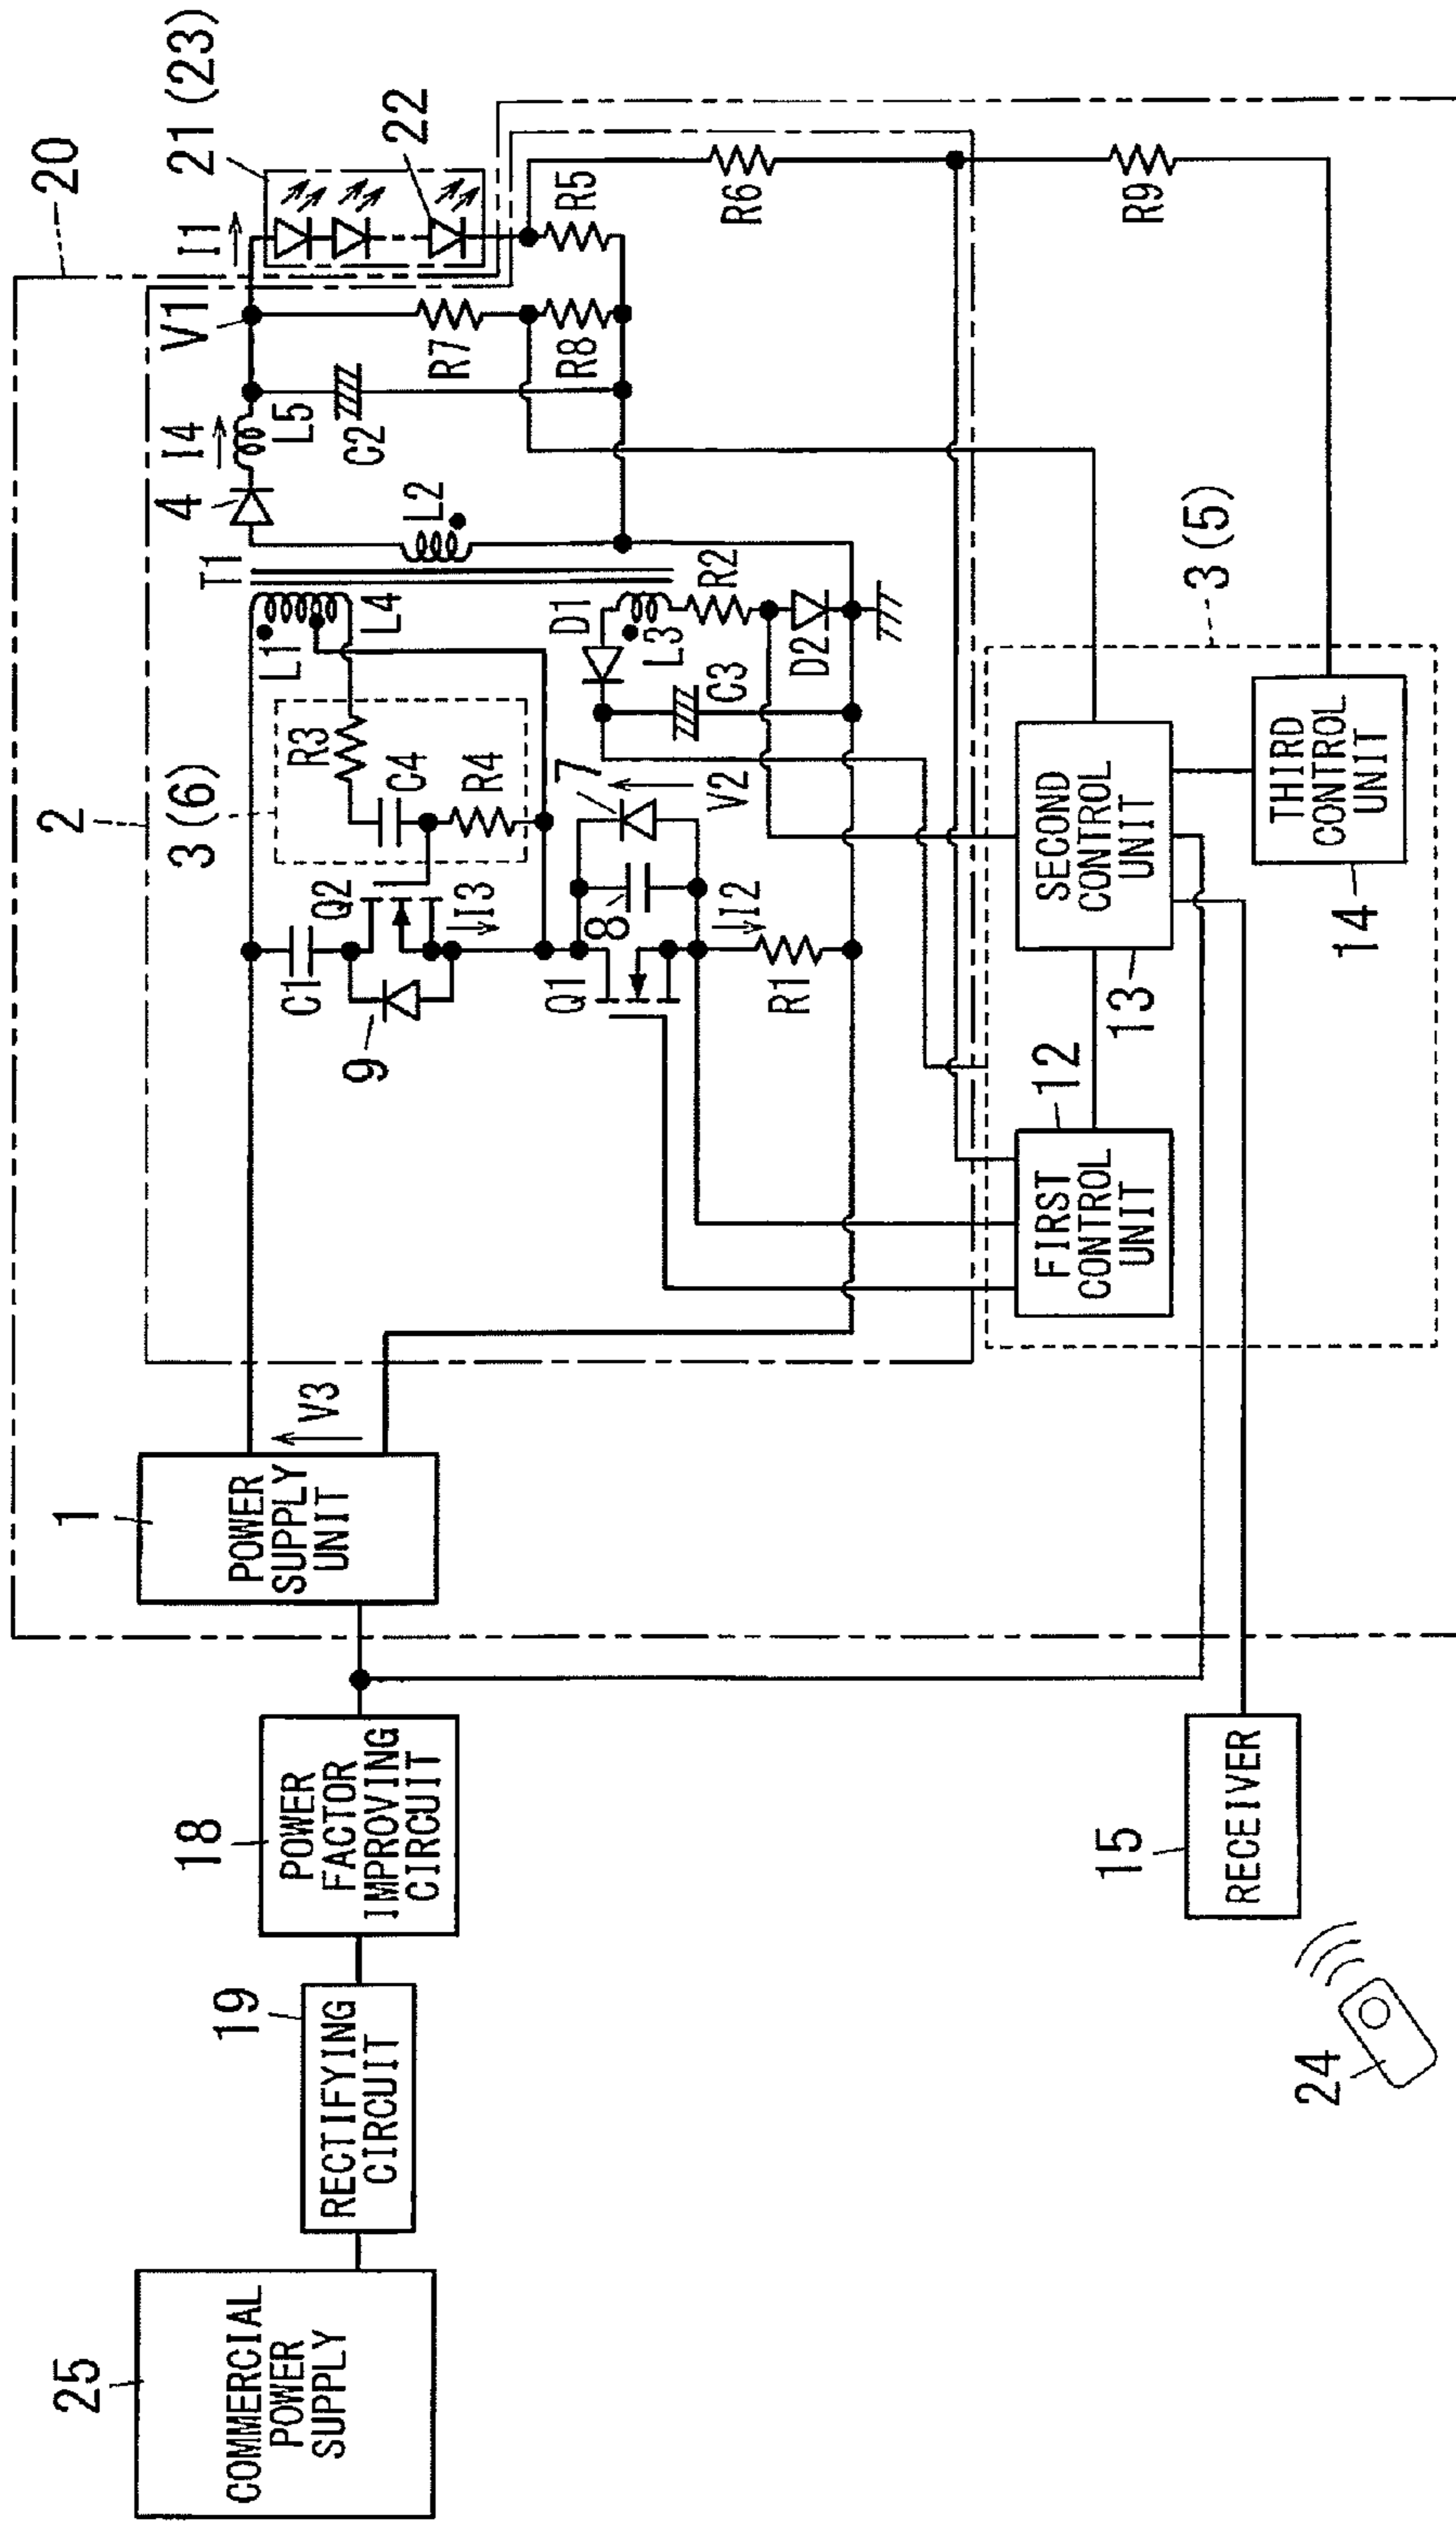 20
2
21 (23)
1
V1
I1
I4
4
L5
22
T1
L1
L4
L2
C2
R7
R8
R5
3 (6)
R3
C4
R4
Q2
C1
9
↓I3
D1
L3
R2
D2
C3
7
8
V2
Q1
↓I2
R1
R6
R9
V3
POWER
SUPPLY
UNIT
25
COMMERCIAL
POWER
SUPPLY
19
RECTIFYING
CIRCUIT
18
POWER
FACTOR
IMPROVING
CIRCUIT
3 (5)
12
FIRST
CONTROL
UNIT
13
SECOND
CONTROL
UNIT
14
THIRD
CONTROL
UNIT
15
RECEIVER
24